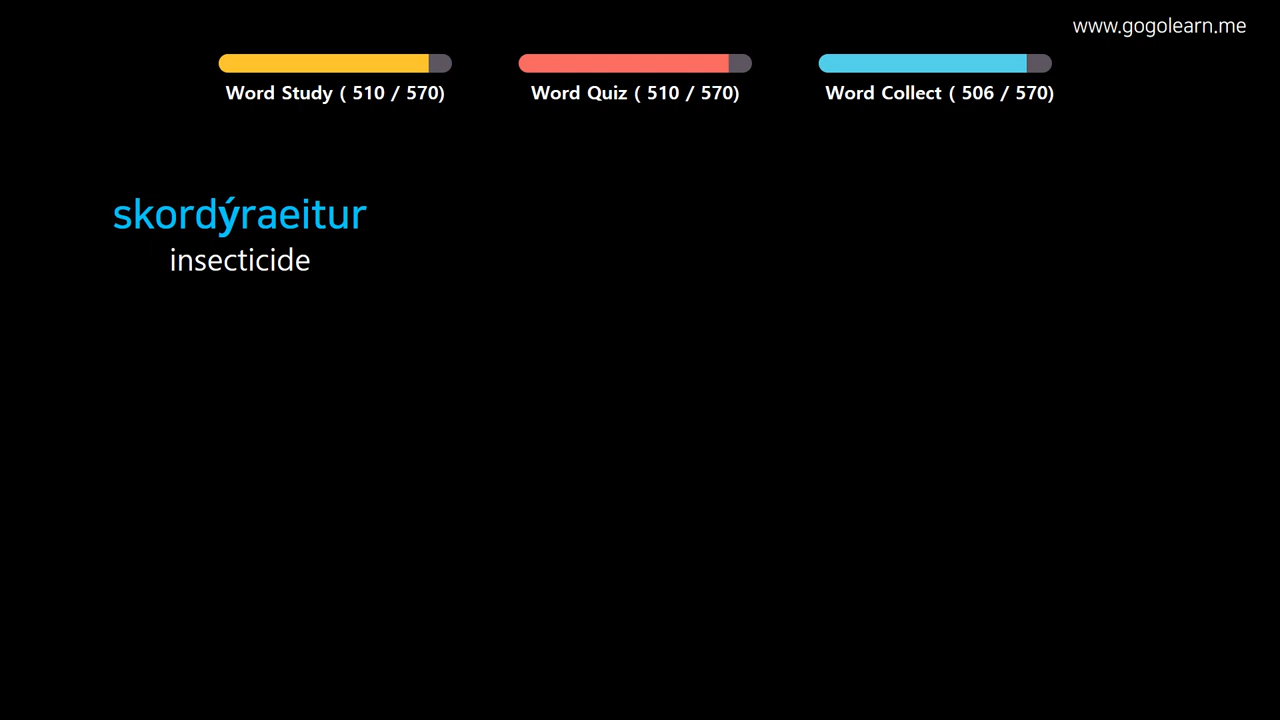 www.gogolearn.me
Word Study ( 510 / 570)
Word Quiz ( 510 / 570)
Word Collect ( 506 / 570)
skordýraeitur
insecticide